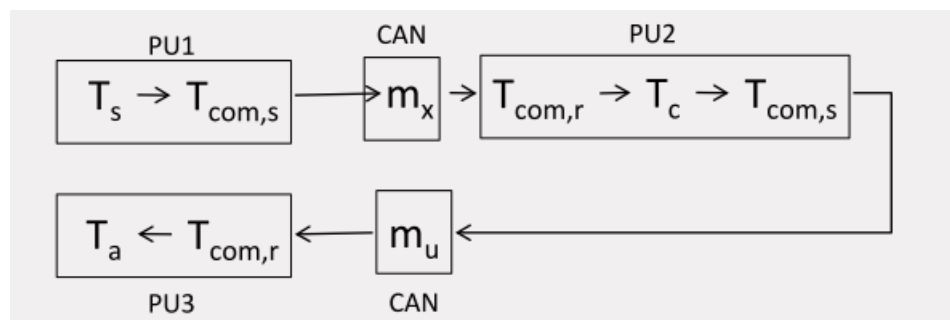 PU1 CAN PU2
T_s → T_com,s → m_x → T_com,r → T_c → T_com,s
T_a ← T_com,r ← m_u
PU3 CAN